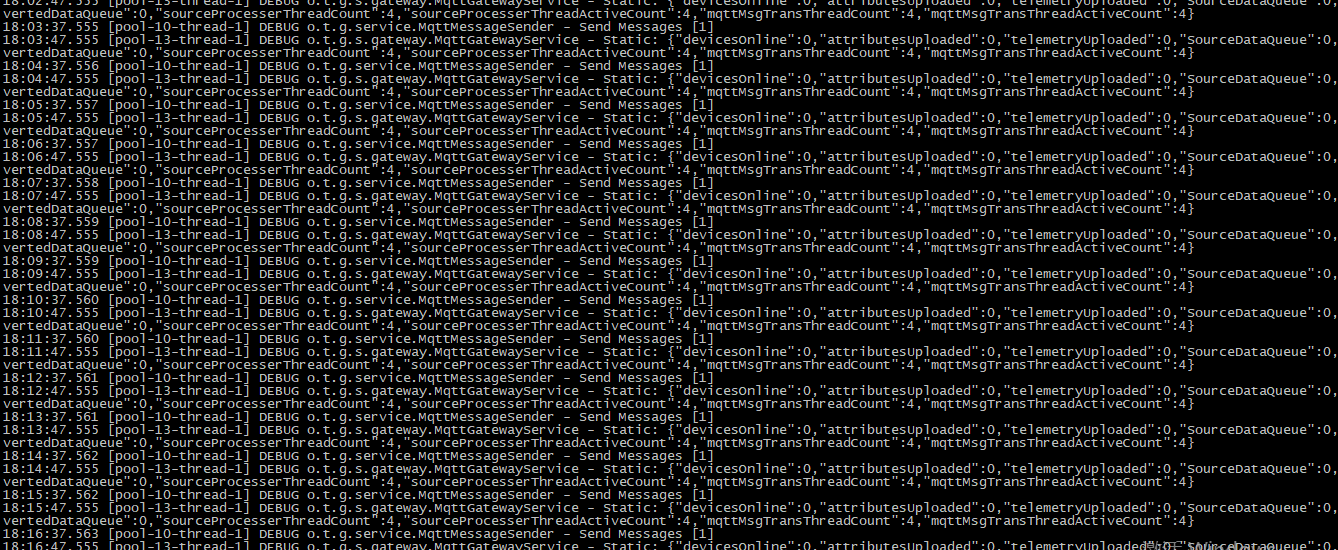 18:02:47.555 [pool-13-thread-1] DEBUG o.t.g.s.gateway.MqttGatewayService - Static: {"devicesOnline":0,"attributesUploaded":0,"telemetryUploaded":0,"SourceDataQueue":0,
vertedDataQueue":0,"sourceProcesserThreadCount":4,"sourceProcesserThreadActiveCount":4,"mqttMsgTransThreadCount":4,"mqttMsgTransThreadActiveCount":4}
18:03:37.555 [pool-10-thread-1] DEBUG o.t.g.service.MqttMessageSender - Send Messages [1]
18:03:47.555 [pool-13-thread-1] DEBUG o.t.g.s.gateway.MqttGatewayService - Static: {"devicesOnline":0,"attributesUploaded":0,"telemetryUploaded":0,"SourceDataQueue":0,
vertedDataQueue":0,"sourceProcesserThreadCount":4,"sourceProcesserThreadActiveCount":4,"mqttMsgTransThreadCount":4,"mqttMsgTransThreadActiveCount":4}
18:04:37.556 [pool-10-thread-1] DEBUG o.t.g.service.MqttMessageSender - Send Messages [1]
18:04:47.555 [pool-13-thread-1] DEBUG o.t.g.s.gateway.MqttGatewayService - Static: {"devicesOnline":0,"attributesUploaded":0,"telemetryUploaded":0,"SourceDataQueue":0,
vertedDataQueue":0,"sourceProcesserThreadCount":4,"sourceProcesserThreadActiveCount":4,"mqttMsgTransThreadCount":4,"mqttMsgTransThreadActiveCount":4}
18:05:37.557 [pool-10-thread-1] DEBUG o.t.g.service.MqttMessageSender - Send Messages [1]
18:05:47.555 [pool-13-thread-1] DEBUG o.t.g.s.gateway.MqttGatewayService - Static: {"devicesOnline":0,"attributesUploaded":0,"telemetryUploaded":0,"SourceDataQueue":0,
vertedDataQueue":0,"sourceProcesserThreadCount":4,"sourceProcesserThreadActiveCount":4,"mqttMsgTransThreadCount":4,"mqttMsgTransThreadActiveCount":4}
18:06:37.557 [pool-10-thread-1] DEBUG o.t.g.service.MqttMessageSender - Send Messages [1]
18:06:47.555 [pool-13-thread-1] DEBUG o.t.g.s.gateway.MqttGatewayService - Static: {"devicesOnline":0,"attributesUploaded":0,"telemetryUploaded":0,"SourceDataQueue":0,
vertedDataQueue":0,"sourceProcesserThreadCount":4,"sourceProcesserThreadActiveCount":4,"mqttMsgTransThreadCount":4,"mqttMsgTransThreadActiveCount":4}
18:07:37.558 [pool-10-thread-1] DEBUG o.t.g.service.MqttMessageSender - Send Messages [1]
18:07:47.555 [pool-13-thread-1] DEBUG o.t.g.s.gateway.MqttGatewayService - Static: {"devicesOnline":0,"attributesUploaded":0,"telemetryUploaded":0,"SourceDataQueue":0,
vertedDataQueue":0,"sourceProcesserThreadCount":4,"sourceProcesserThreadActiveCount":4,"mqttMsgTransThreadCount":4,"mqttMsgTransThreadActiveCount":4}
18:08:37.559 [pool-10-thread-1] DEBUG o.t.g.service.MqttMessageSender - Send Messages [1]
18:08:47.555 [pool-13-thread-1] DEBUG o.t.g.s.gateway.MqttGatewayService - Static: {"devicesOnline":0,"attributesUploaded":0,"telemetryUploaded":0,"SourceDataQueue":0,
vertedDataQueue":0,"sourceProcesserThreadCount":4,"sourceProcesserThreadActiveCount":4,"mqttMsgTransThreadCount":4,"mqttMsgTransThreadActiveCount":4}
18:09:37.559 [pool-10-thread-1] DEBUG o.t.g.service.MqttMessageSender - Send Messages [1]
18:09:47.555 [pool-13-thread-1] DEBUG o.t.g.s.gateway.MqttGatewayService - Static: {"devicesOnline":0,"attributesUploaded":0,"telemetryUploaded":0,"SourceDataQueue":0,
vertedDataQueue":0,"sourceProcesserThreadCount":4,"sourceProcesserThreadActiveCount":4,"mqttMsgTransThreadCount":4,"mqttMsgTransThreadActiveCount":4}
18:10:37.560 [pool-10-thread-1] DEBUG o.t.g.service.MqttMessageSender - Send Messages [1]
18:10:47.555 [pool-13-thread-1] DEBUG o.t.g.s.gateway.MqttGatewayService - Static: {"devicesOnline":0,"attributesUploaded":0,"telemetryUploaded":0,"SourceDataQueue":0,
vertedDataQueue":0,"sourceProcesserThreadCount":4,"sourceProcesserThreadActiveCount":4,"mqttMsgTransThreadCount":4,"mqttMsgTransThreadActiveCount":4}
18:11:37.560 [pool-10-thread-1] DEBUG o.t.g.service.MqttMessageSender - Send Messages [1]
18:11:47.555 [pool-13-thread-1] DEBUG o.t.g.s.gateway.MqttGatewayService - Static: {"devicesOnline":0,"attributesUploaded":0,"telemetryUploaded":0,"SourceDataQueue":0,
vertedDataQueue":0,"sourceProcesserThreadCount":4,"sourceProcesserThreadActiveCount":4,"mqttMsgTransThreadCount":4,"mqttMsgTransThreadActiveCount":4}
18:12:37.561 [pool-10-thread-1] DEBUG o.t.g.service.MqttMessageSender - Send Messages [1]
18:12:47.555 [pool-13-thread-1] DEBUG o.t.g.s.gateway.MqttGatewayService - Static: {"devicesOnline":0,"attributesUploaded":0,"telemetryUploaded":0,"SourceDataQueue":0,
vertedDataQueue":0,"sourceProcesserThreadCount":4,"sourceProcesserThreadActiveCount":4,"mqttMsgTransThreadCount":4,"mqttMsgTransThreadActiveCount":4}
18:13:37.561 [pool-10-thread-1] DEBUG o.t.g.service.MqttMessageSender - Send Messages [1]
18:13:47.555 [pool-13-thread-1] DEBUG o.t.g.s.gateway.MqttGatewayService - Static: {"devicesOnline":0,"attributesUploaded":0,"telemetryUploaded":0,"SourceDataQueue":0,
vertedDataQueue":0,"sourceProcesserThreadCount":4,"sourceProcesserThreadActiveCount":4,"mqttMsgTransThreadCount":4,"mqttMsgTransThreadActiveCount":4}
18:14:37.562 [pool-10-thread-1] DEBUG o.t.g.service.MqttMessageSender - Send Messages [1]
18:14:47.555 [pool-13-thread-1] DEBUG o.t.g.s.gateway.MqttGatewayService - Static: {"devicesOnline":0,"attributesUploaded":0,"telemetryUploaded":0,"SourceDataQueue":0,
vertedDataQueue":0,"sourceProcesserThreadCount":4,"sourceProcesserThreadActiveCount":4,"mqttMsgTransThreadCount":4,"mqttMsgTransThreadActiveCount":4}
18:15:37.562 [pool-10-thread-1] DEBUG o.t.g.service.MqttMessageSender - Send Messages [1]
18:15:47.555 [pool-13-thread-1] DEBUG o.t.g.s.gateway.MqttGatewayService - Static: {"devicesOnline":0,"attributesUploaded":0,"telemetryUploaded":0,"SourceDataQueue":0,
vertedDataQueue":0,"sourceProcesserThreadCount":4,"sourceProcesserThreadActiveCount":4,"mqttMsgTransThreadCount":4,"mqttMsgTransThreadActiveCount":4}
18:16:37.563 [pool-10-thread-1] DEBUG o.t.g.service.MqttMessageSender - Send Messages [1]
18:16:47.555 [pool-13-thread-1] DEBUG o.t.g.s.gateway.MqttGatewayService - Static: {"devicesOnline":0,"attributesUploaded":0,"telemetryUploaded":0,